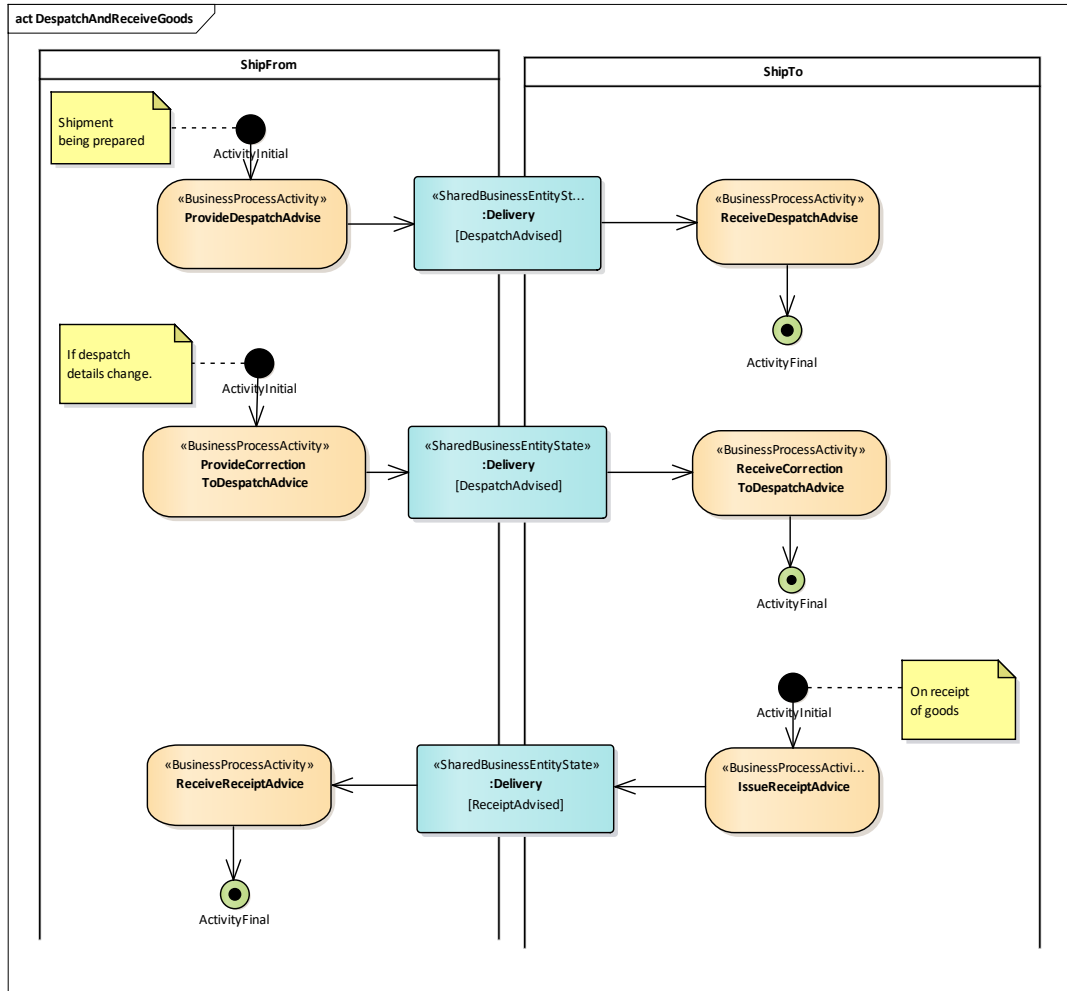 act DespatchAndReceiveGoods
ShipFrom
ShipTo
Shipment
being prepared
ActivityInitial
«BusinessProcessActivity»
ProvideDespatchAdvise
«SharedBusinessEntitySt...
:Delivery
[DespatchAdvised]
«BusinessProcessActivity»
ReceiveDespatchAdvise
ActivityFinal
If despatch
details change.
ActivityInitial
«BusinessProcessActivity»
ProvideCorrection
ToDespatchAdvice
«SharedBusinessEntityState»
:Delivery
[DespatchAdvised]
«BusinessProcessActivity»
ReceiveCorrection
ToDespatchAdvice
ActivityFinal
On receipt
of goods
ActivityInitial
«BusinessProcessActivity»
ReceiveReceiptAdvice
«SharedBusinessEntityState»
:Delivery
[ReceiptAdvised]
«BusinessProcessActivi...
IssueReceiptAdvice
ActivityFinal